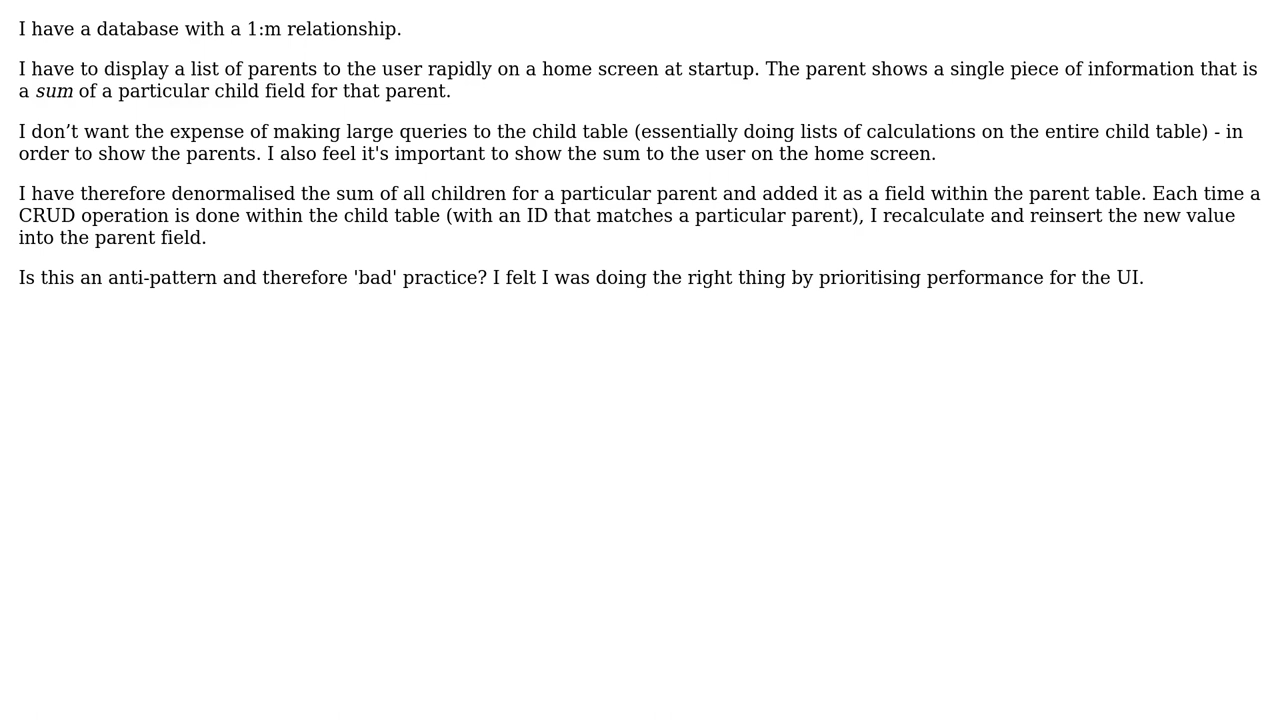 I have a database with a 1:m relationship.
I have to display a list of parents to the user rapidly on a home screen at startup. The parent shows a single piece of information that is
a sum of a particular child field for that parent.
I don’t want the expense of making large queries to the child table (essentially doing lists of calculations on the entire child table) - in
order to show the parents. I also feel it's important to show the sum to the user on the home screen.
I have therefore denormalised the sum of all children for a particular parent and added it as a field within the parent table. Each time a
CRUD operation is done within the child table (with an ID that matches a particular parent), I recalculate and reinsert the new value
into the parent field.
Is this an anti-pattern and therefore 'bad' practice? I felt I was doing the right thing by prioritising performance for the UI.